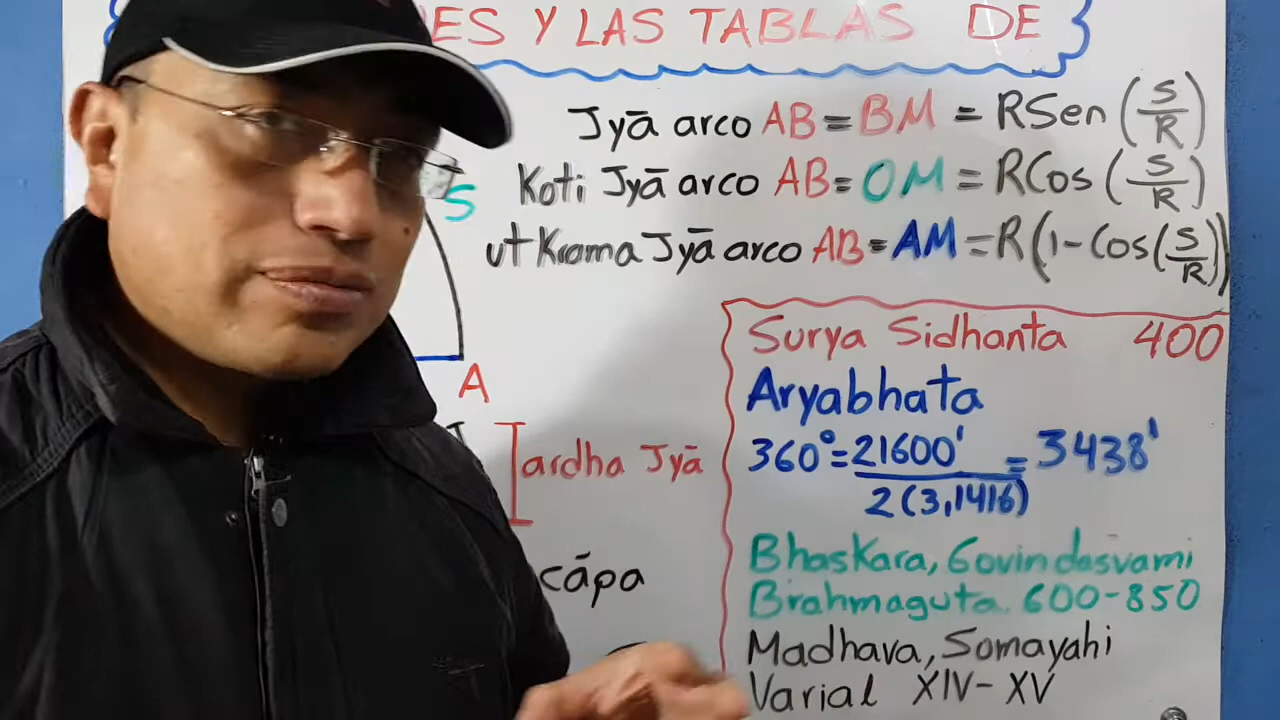 ES Y LAS TABLAS DE
Jyā arco AB = BM = RSen (S/R)
Koti Jyā arco AB = OM = RCos (S/R)
utKrama Jyā arco AB = AM = R(1 - Cos(S/R))
S
A
ardha Jyā
cāpa
Surya Sidhanta 400
Aryabhata
360° = 21600' / 2(3,1416) = 3438'
Bhaskara, Govindasvami
Brahmaguta. 600-850
Madhava, Somayahi
Varial XIV-XV